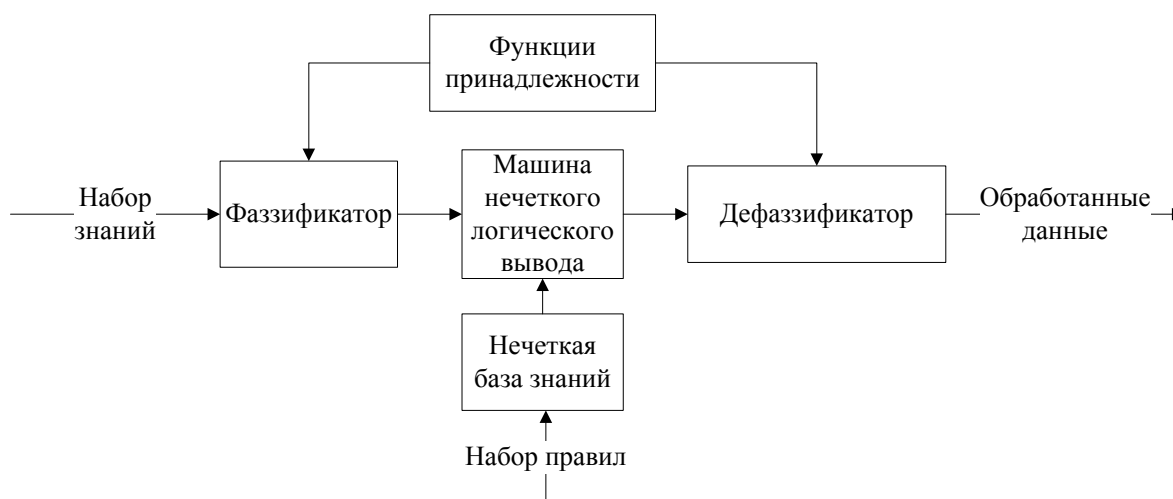 Функции
принадлежности
Набор
знаний
Фаззификатор
Машина
нечеткого
логического
вывода
Дефаззификатор
Обработанные
данные
Нечеткая
база знаний
Набор правил